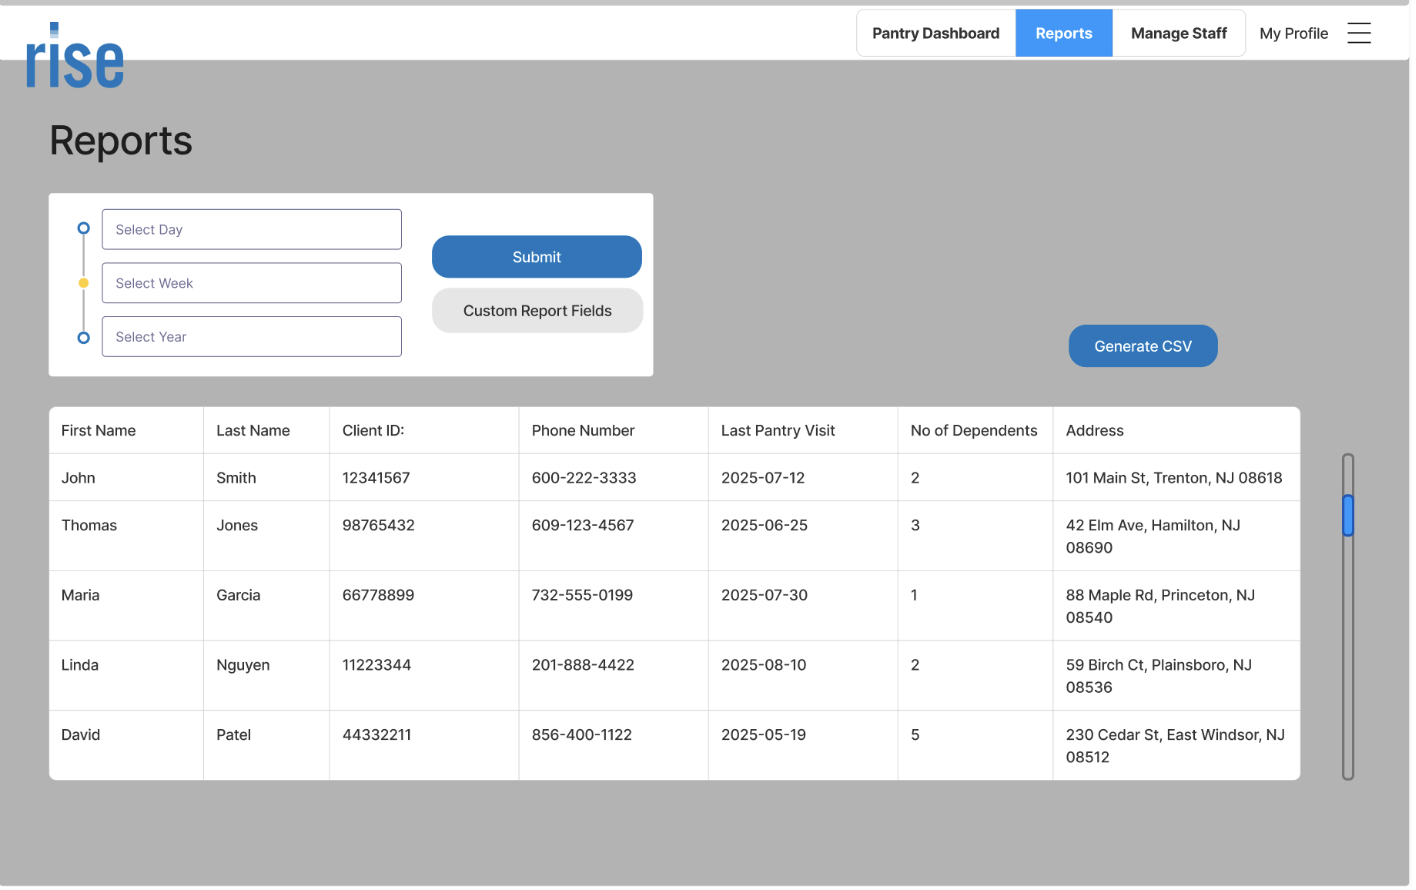 rise
Pantry Dashboard Reports Manage Staff My Profile
Reports
Select Day
Select Week
Select Year
Submit
Custom Report Fields
Generate CSV
First Name Last Name Client ID: Phone Number Last Pantry Visit No of Dependents Address
John Smith 12341567 600-222-3333 2025-07-12 2 101 Main St, Trenton, NJ 08618
Thomas Jones 98765432 609-123-4567 2025-06-25 3 42 Elm Ave, Hamilton, NJ
08690
Maria Garcia 66778899 732-555-0199 2025-07-30 1 88 Maple Rd, Princeton, NJ
08540
Linda Nguyen 11223344 201-888-4422 2025-08-10 2 59 Birch Ct, Plainsboro, NJ
08536
David Patel 44332211 856-400-1122 2025-05-19 5 230 Cedar St, East Windsor, NJ
08512